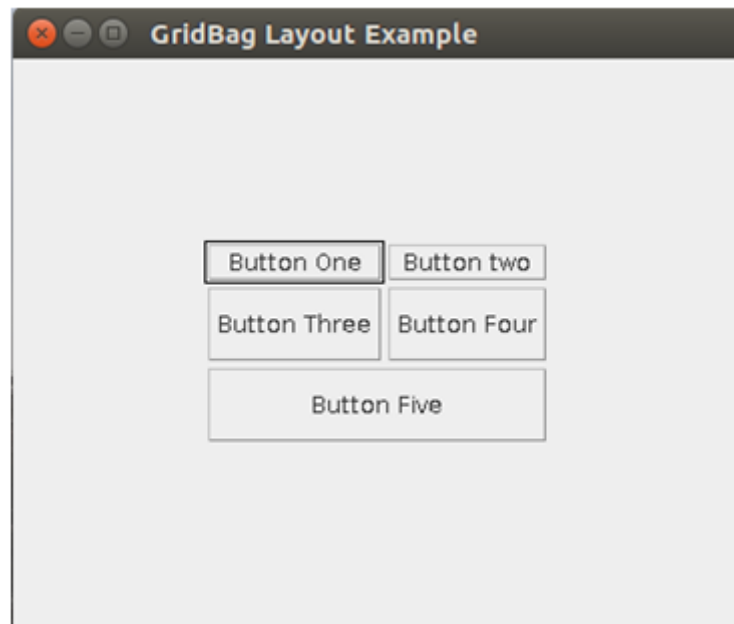 GridBag Layout Example
Button One
Button two
Button Three
Button Four
Button Five